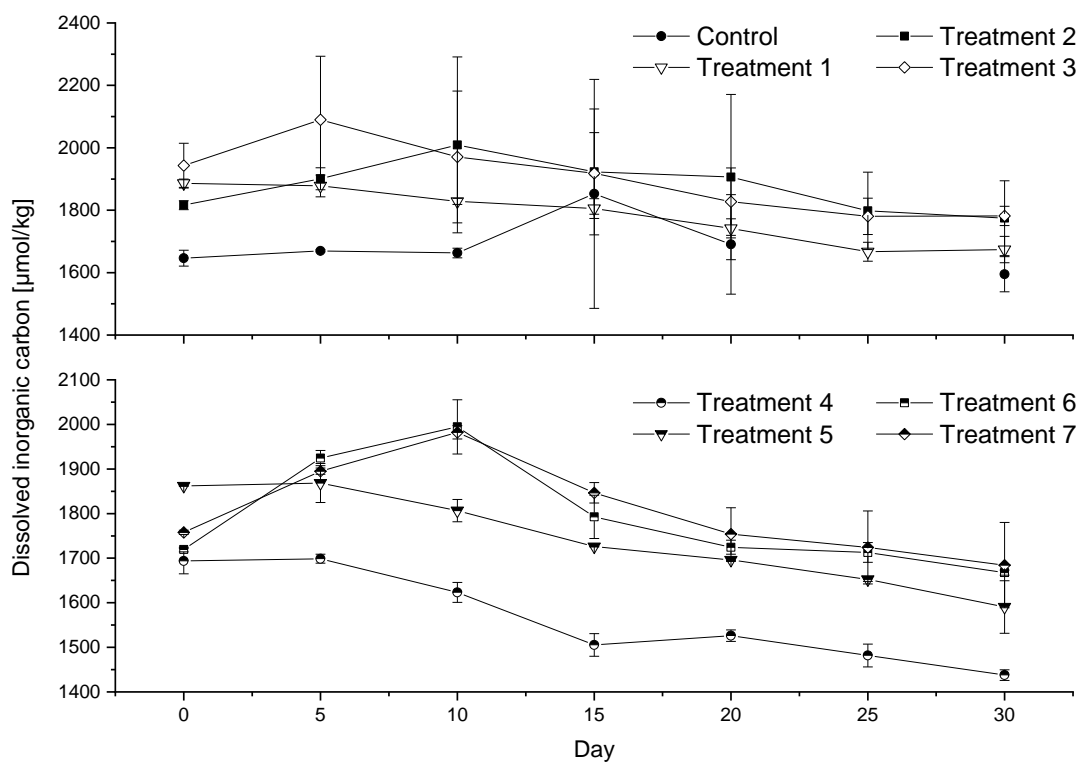 2400
2200
2000
1800
1600
1400
Control
Treatment 2
Treatment 1
Treatment 3
Dissolved inorganic carbon [µmol/kg]
2100
2000
1900
1800
1700
1600
1500
1400
Treatment 4
Treatment 6
Treatment 5
Treatment 7
0 5 10 15 20 25 30
Day